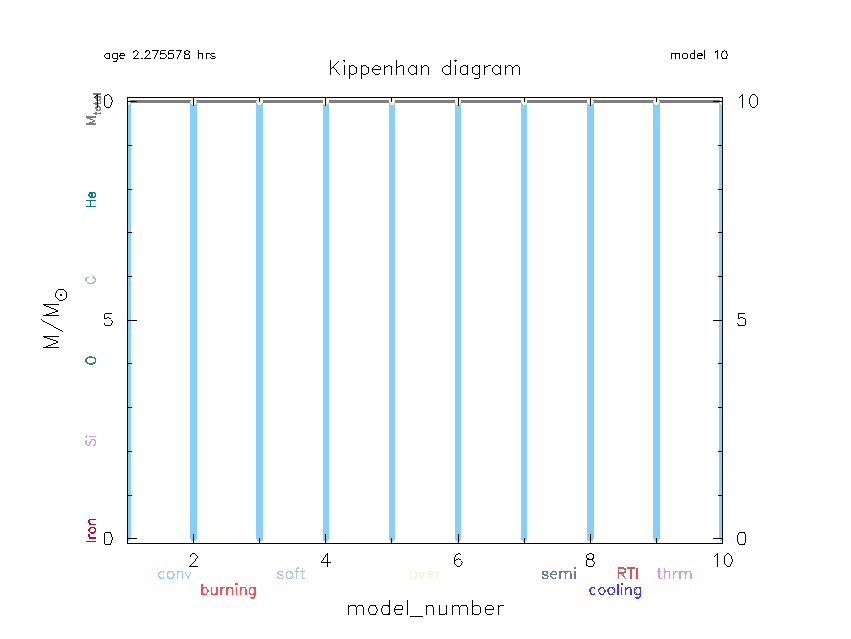 age 2.275578 hrs
model 10
Kippenhan diagram
M_total
He
C
O
Si
Iron
M/M☉
10
5
0
10
5
0
2 4 6 8 10
conv soft over semi RTI thrm
burning cooling
model_number